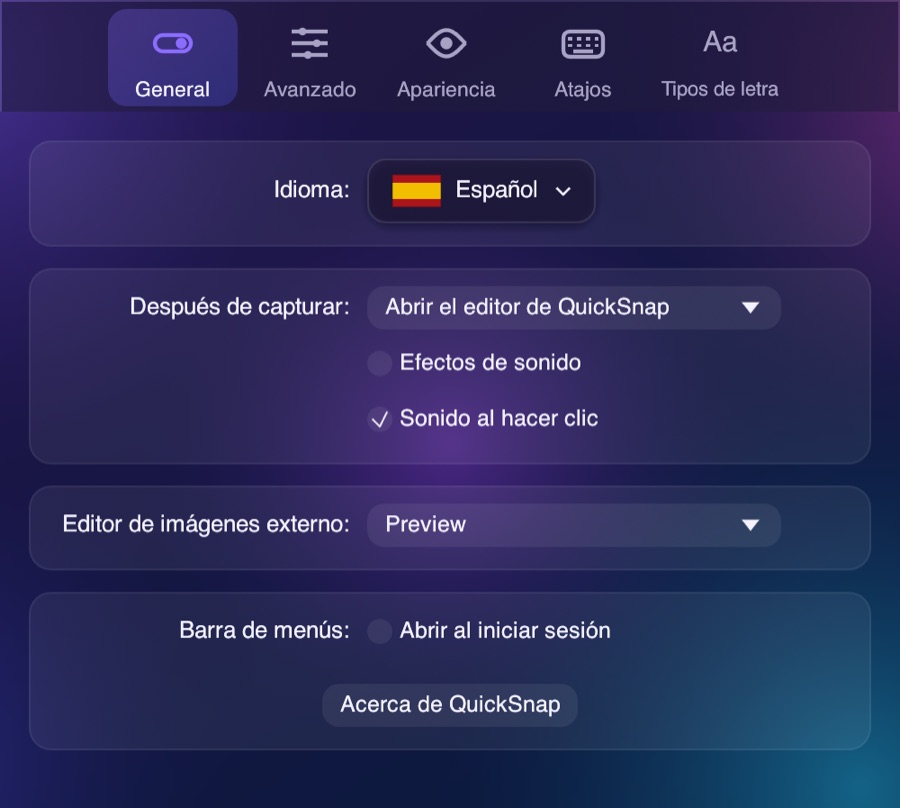 General
Avanzado
Apariencia
Atajos
Aa
Tipos de letra
Idioma: Español
Después de capturar: Abrir el editor de QuickSnap
Efectos de sonido
Sonido al hacer clic
Editor de imágenes externo: Preview
Barra de menús: Abrir al iniciar sesión
Acerca de QuickSnap